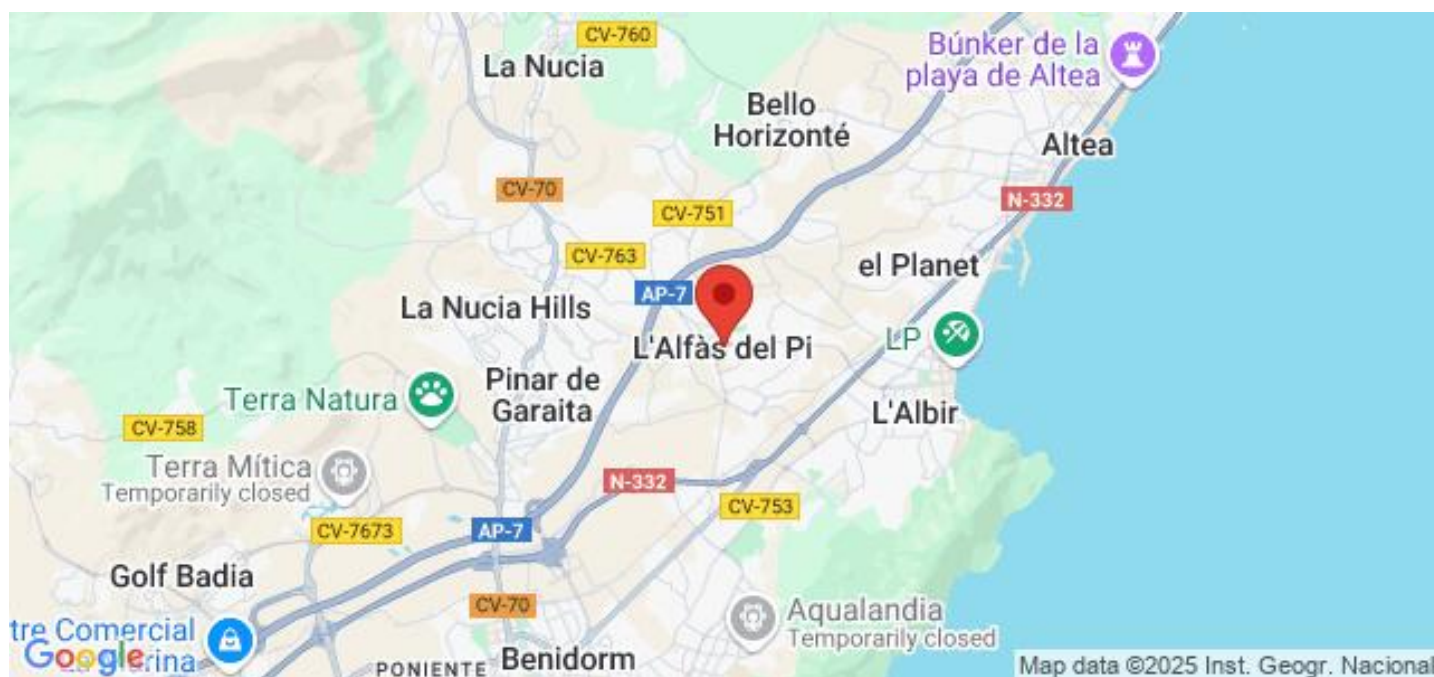 CV-760
La Nucia
Búnker de la
playa de Altea
Bello
Horizonté
Altea
CV-70
N-332
CV-751
CV-763
el Planet
AP-7
La Nucia Hills
L'Alfàs del Pi
LP
Pinar de
Garaita
Terra Natura
L'Albir
CV-758
Terra Mítica
Temporarily closed
N-332
CV-753
CV-7673
AP-7
Golf Badia
CV-70
Aqualandia
Temporarily closed
tre Comercial
Google
rina
PONIENTE
Benidorm
Map data ©2025 Inst. Geogr. Nacional